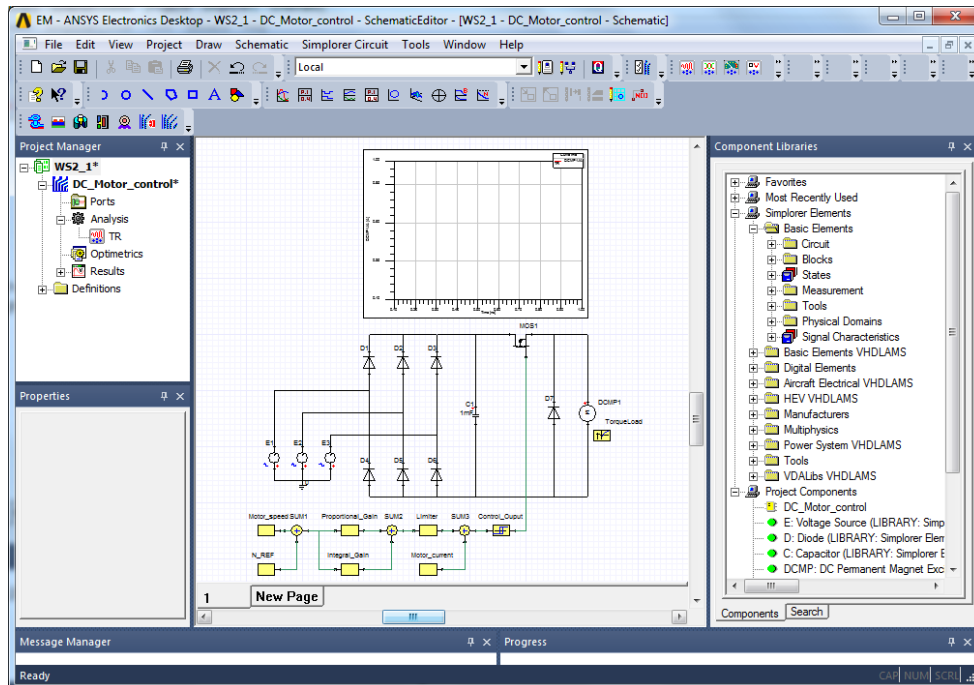 EM - ANSYS Electronics Desktop - WS2_1 - DC_Motor_control - SchematicEditor - [WS2_1 - DC_Motor_control - Schematic]
File Edit View Project Draw Schematic Simplorer Circuit Tools Window Help
Local
Project Manager
WS2_1*
DC_Motor_control*
Ports
Analysis
TR
Optimetrics
Results
Definitions
Properties
MOS1
D1 D2 D3
C1
1mF
D7
DCMP1
TorqueLoad
E1 E2 E3
D4 D5 D6
Motor_speed SUM1 Proportional_Gain SUM2 Limiter SUM3 Control_Ouput
N_REF Integral_Gain Motor_current
1 New Page
Component Libraries
Favorites
Most Recently Used
Simplorer Elements
Basic Elements
Circuit
Blocks
States
Measurement
Tools
Physical Domains
Signal Characteristics
Basic Elements VHDLAMS
Digital Elements
Aircraft Electrical VHDLAMS
HEV VHDLAMS
Manufacturers
Multiphysics
Power System VHDLAMS
Tools
VDALibs VHDLAMS
Project Components
DC_Motor_control
E: Voltage Source (LIBRARY: Simp
D: Diode (LIBRARY: Simplorer Elem
C: Capacitor (LIBRARY: Simplorer E
DCMP: DC Permanent Magnet Exc
Components Search
Message Manager
Progress
Ready
CAP NUM SCRL